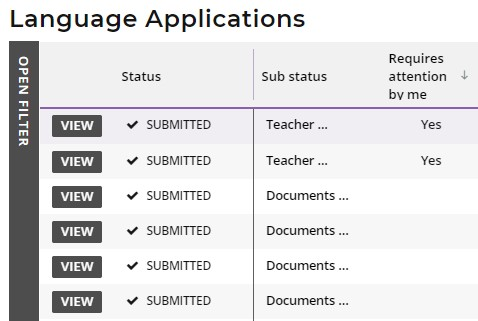 Language Applications
OPEN FILTER
Status Sub status Requires attention by me ↓
VIEW ✔ SUBMITTED Teacher ... Yes
VIEW ✔ SUBMITTED Teacher ... Yes
VIEW ✔ SUBMITTED Documents ...
VIEW ✔ SUBMITTED Documents ...
VIEW ✔ SUBMITTED Documents ...
VIEW ✔ SUBMITTED Documents ...